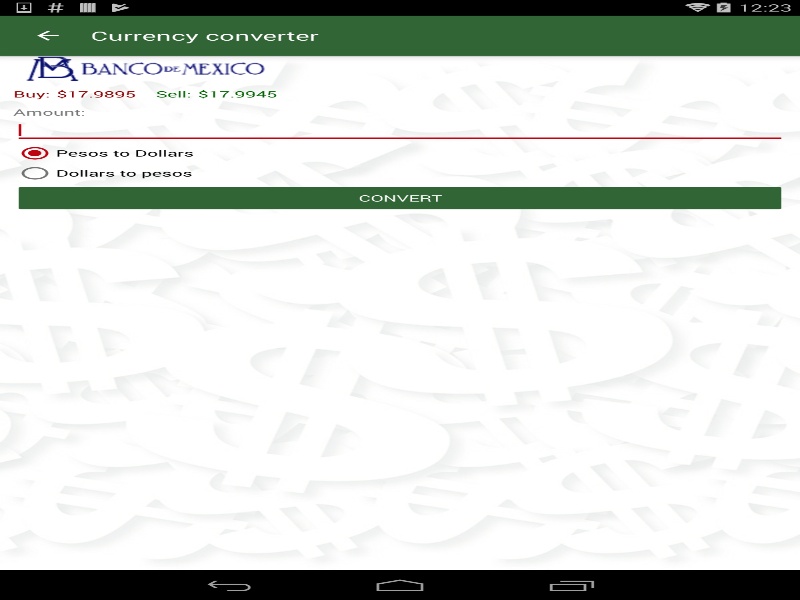 12:23
Currency converter
BANCO DE MEXICO
Buy: $17.9895 Sell: $17.9945
Amount:
Pesos to Dollars
Dollars to pesos
CONVERT